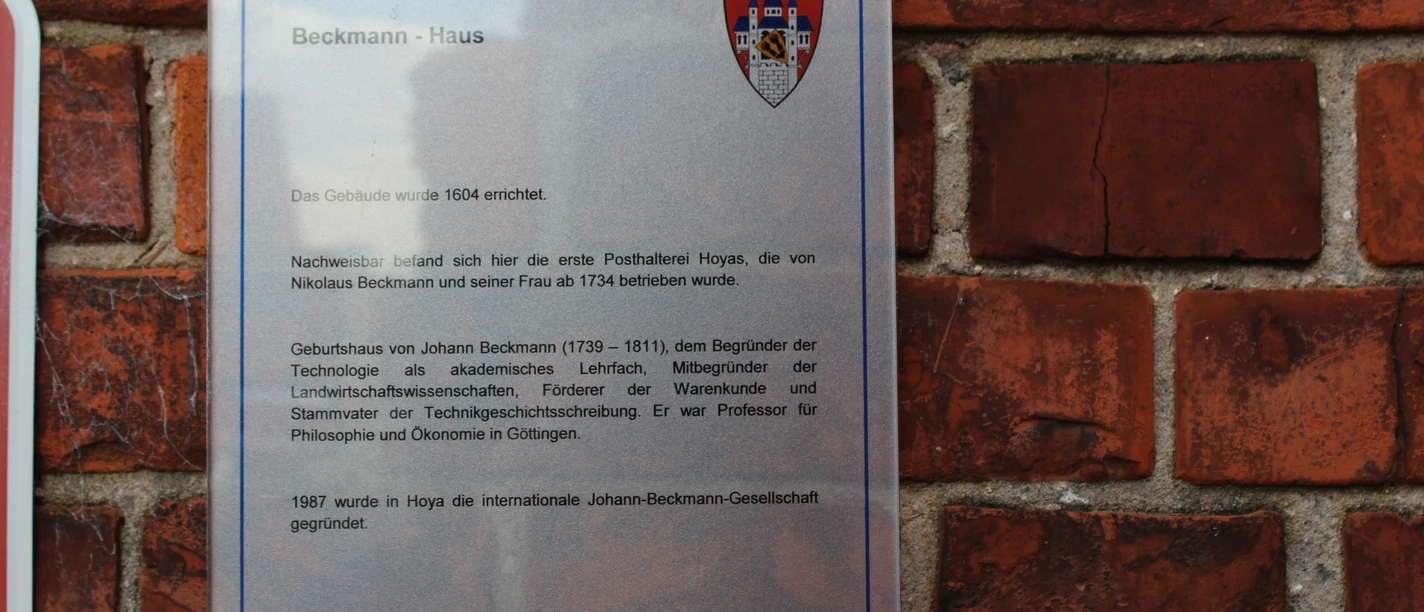 Beckmann - Haus
Das Gebäude wurde 1604 errichtet.
Nachweisbar befand sich hier die erste Posthalterei Hoyas, die von
Nikolaus Beckmann und seiner Frau ab 1734 betrieben wurde.
Geburtshaus von Johann Beckmann (1739 – 1811), dem Begründer der
Technologie als akademisches Lehrfach, Mitbegründer der
Landwirtschaftswissenschaften, Förderer der Warenkunde und
Stammvater der Technikgeschichtsschreibung. Er war Professor für
Philosophie und Ökonomie in Göttingen.
1987 wurde in Hoya die internationale Johann-Beckmann-Gesellschaft
gegründet.